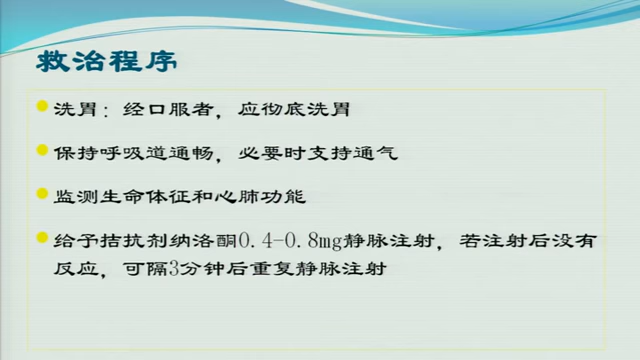 救治程序
洗胃：经口服者，应彻底洗胃
保持呼吸道通畅，必要时支持通气
监测生命体征和心肺功能
给予拮抗剂纳洛酮0.4-0.8mg静脉注射，若注射后没有
反应，可隔3分钟后重复静脉注射